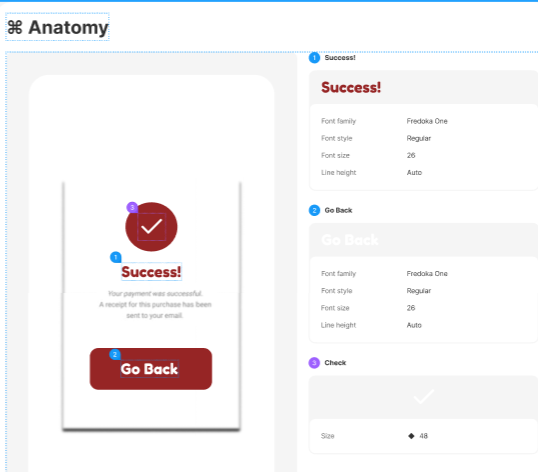 ⌘ Anatomy
3
1
Success!
Your payment was successful.
A receipt for this purchase has been
sent to your email.
2
Go Back
1 Success!
Success!
Font family Fredoka One
Font style Regular
Font size 26
Line height Auto
2 Go Back
Go Back
Font family Fredoka One
Font style Regular
Font size 26
Line height Auto
3 Check
Size ◆ 48